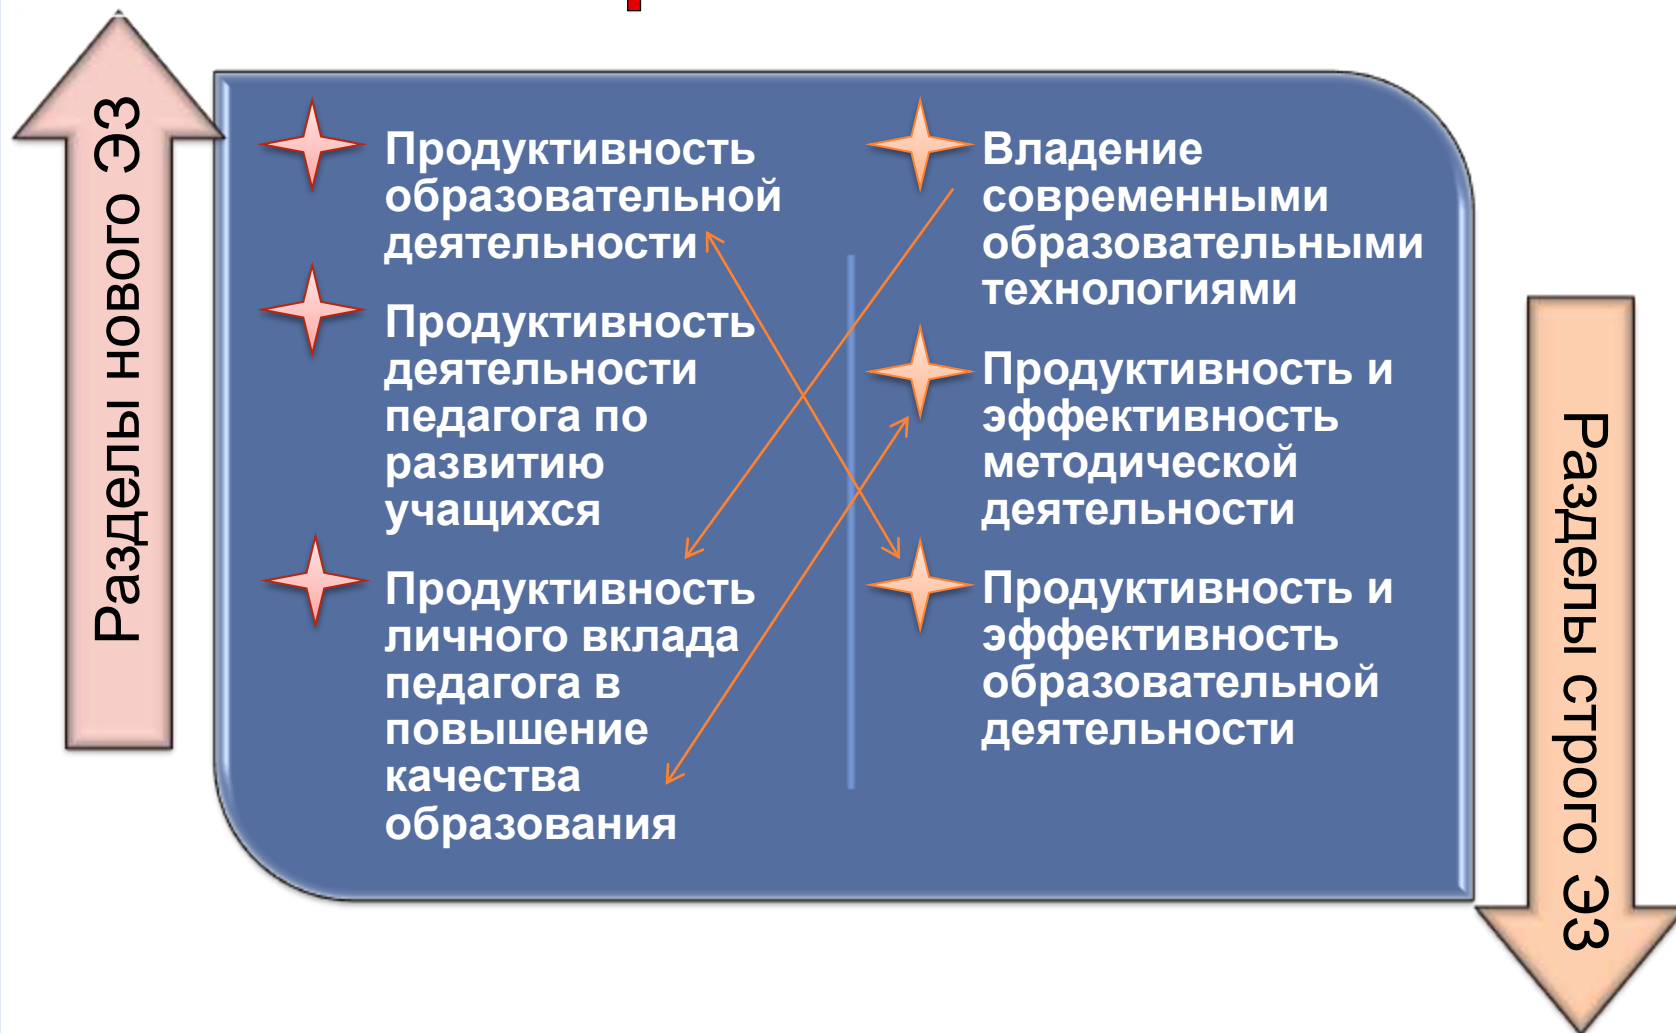 Разделы нового ЭЗ
Продуктивность
образовательной
деятельности
Продуктивность
деятельности
педагога по
развитию
учащихся
Продуктивность
личного вклада
педагога в
повышение
качества
образования
Владение
современными
образовательными
технологиями
Продуктивность и
эффективность
методической
деятельности
Продуктивность и
эффективность
образовательной
деятельности
Разделы строго ЭЗ